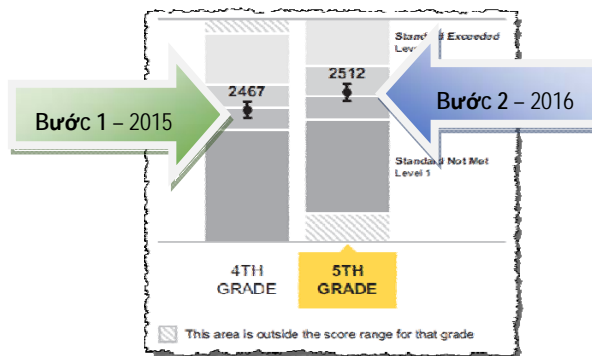 Standard Exceeded
2467
2512
Bước 1 – 2015
Bước 2 – 2016
Standard Not Met
Level 1
4TH
GRADE
5TH
GRADE
This area is outside the score range for that grade